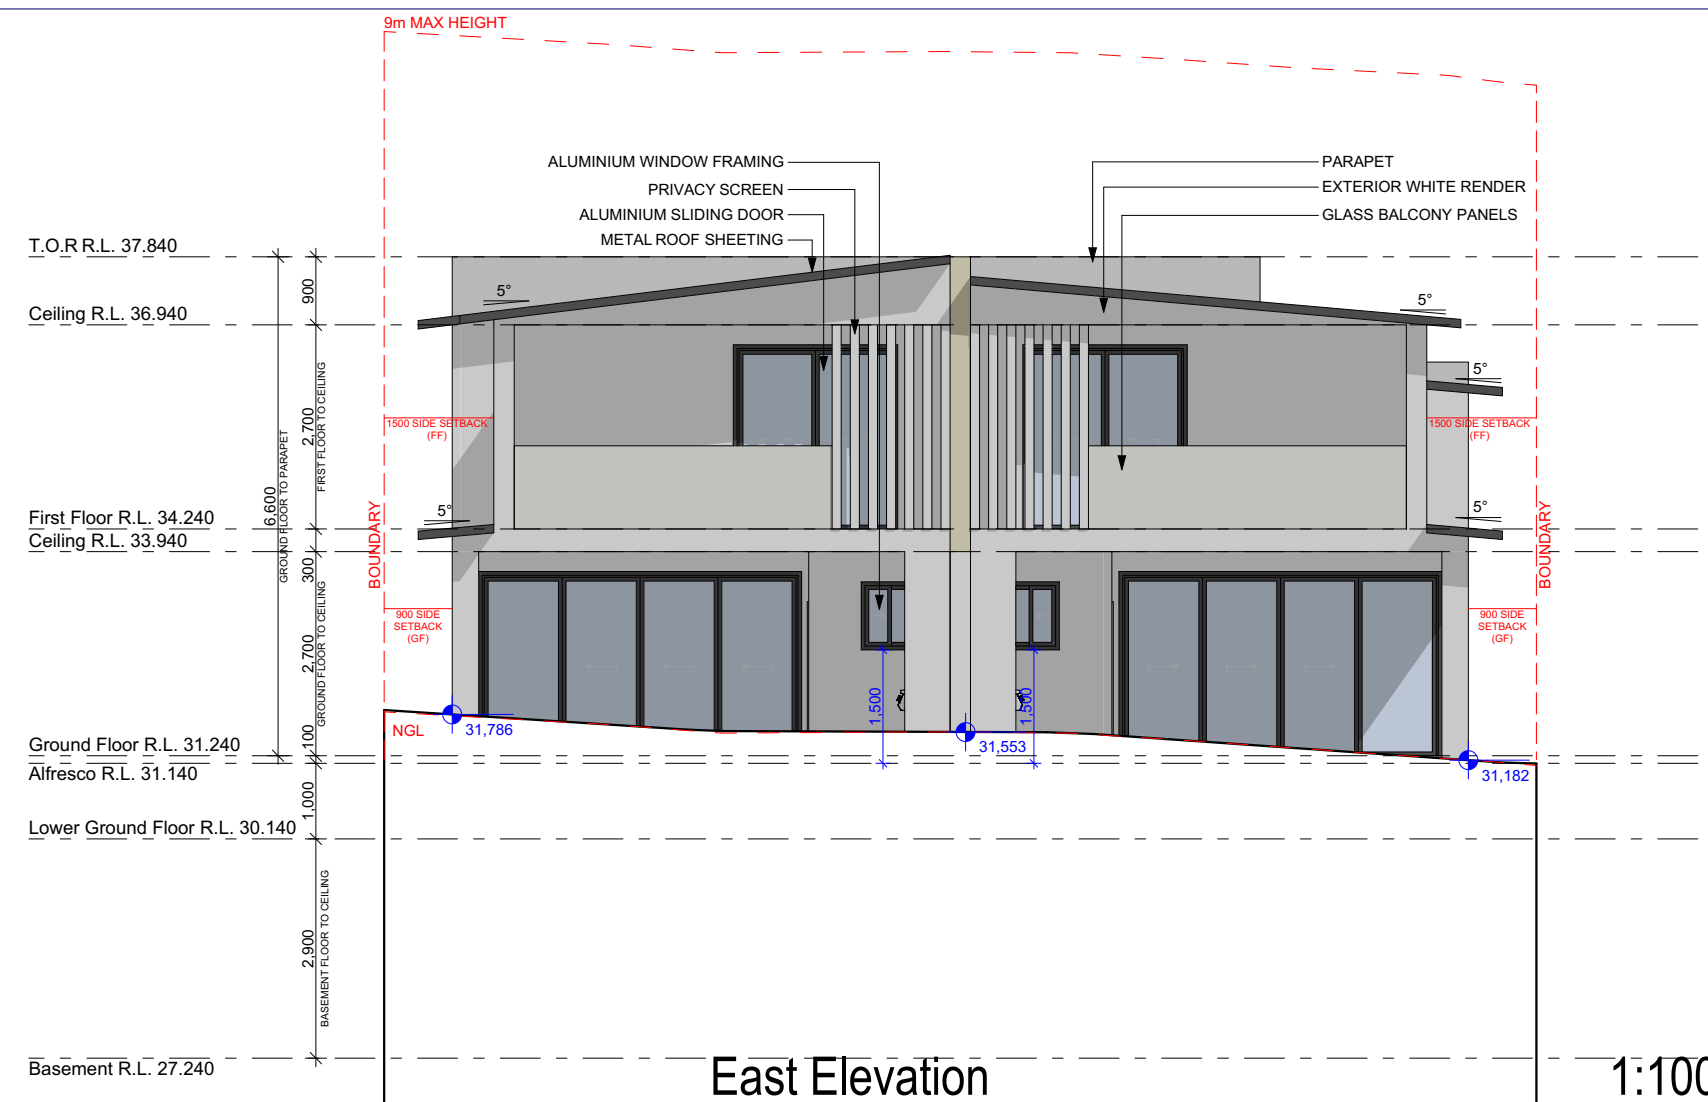 9m MAX HEIGHT
ALUMINIUM WINDOW FRAMING
PRIVACY SCREEN
ALUMINIUM SLIDING DOOR
METAL ROOF SHEETING
PARAPET
EXTERIOR WHITE RENDER
GLASS BALCONY PANELS
T.O.R R.L. 37.840
900
5°
5°
Ceiling R.L. 36.940
5°
2,700
FIRST FLOOR TO CEILING
1500 SIDE SETBACK
(FF)
1500 SIDE SETBACK
(FF)
6,600
GROUND FLOOR TO PARAPET
First Floor R.L. 34.240
5°
5°
Ceiling R.L. 33.940
300
BOUNDARY
BOUNDARY
2,700
GROUND FLOOR TO CEILING
900 SIDE
SETBACK
(GF)
900 SIDE
SETBACK
(GF)
1,500
1,500
NGL
31,786
31,553
31,182
Ground Floor R.L. 31.240
100
Alfresco R.L. 31.140
1,000
Lower Ground Floor R.L. 30.140
2,900
BASEMENT FLOOR TO CEILING
Basement R.L. 27.240
East Elevation
1:100